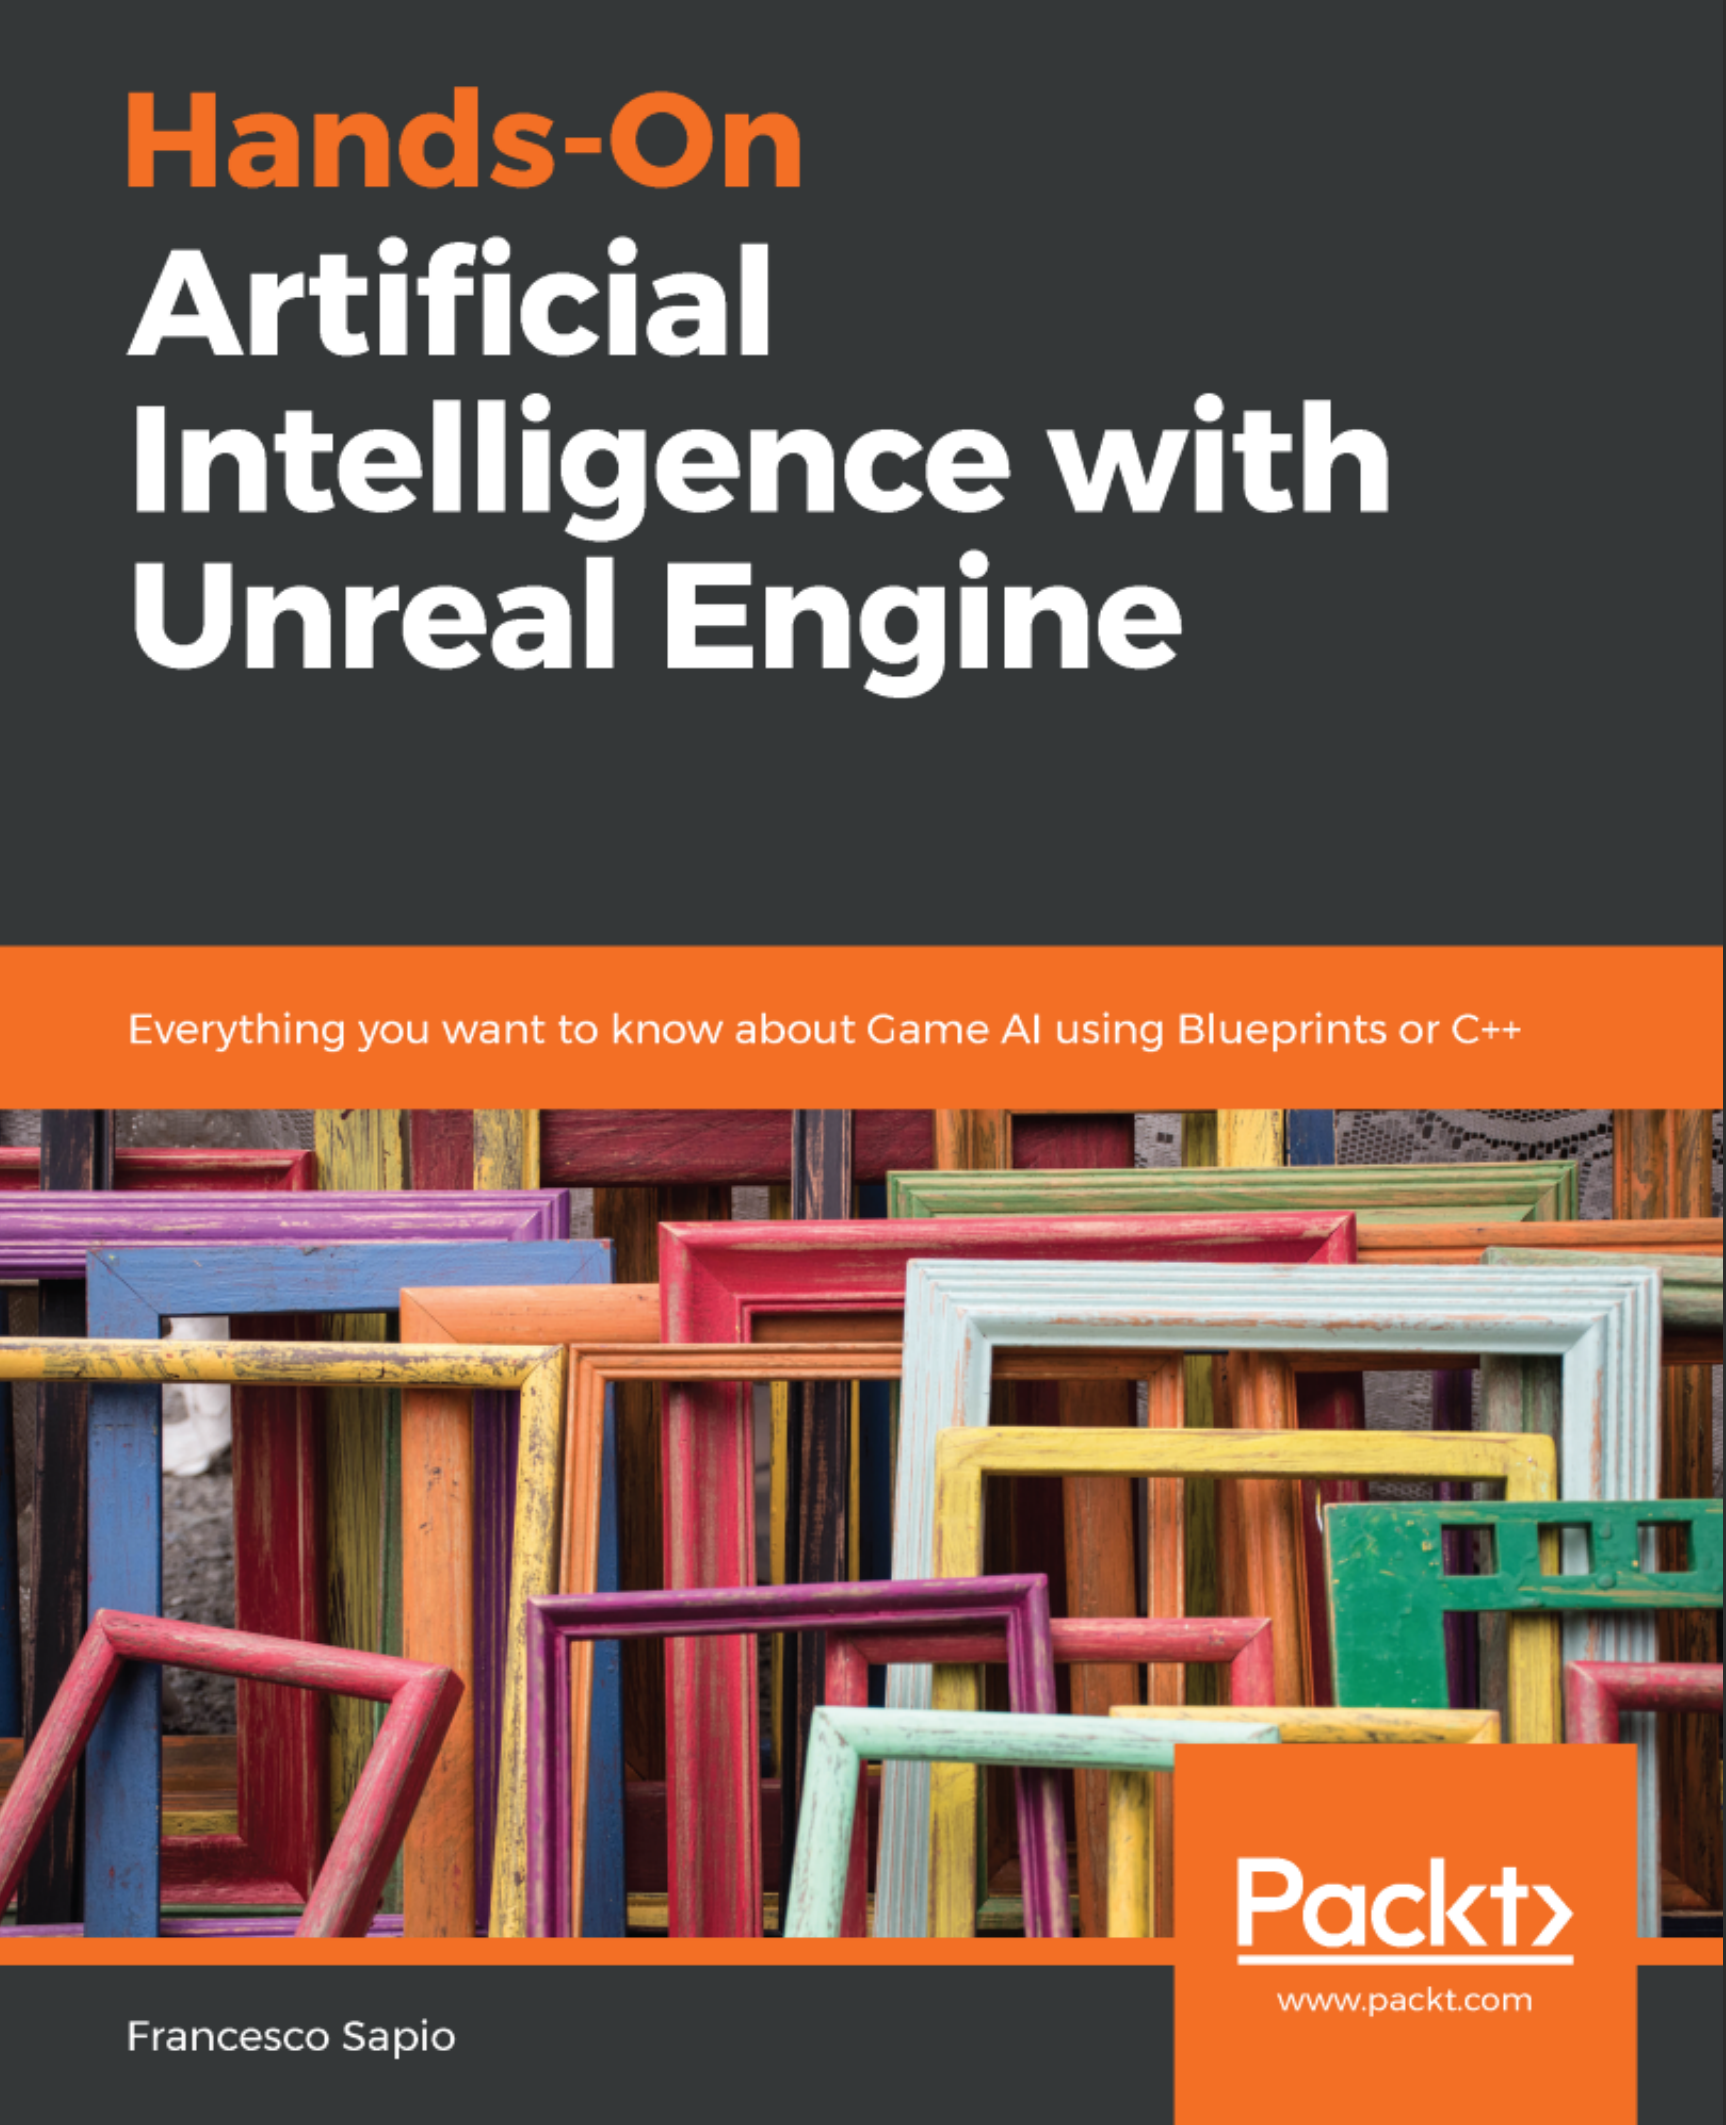 Hands-On
Artificial
Intelligence with
Unreal Engine
Everything you want to know about Game AI using Blueprints or C++
Packt>
www.packt.com
Francesco Sapio